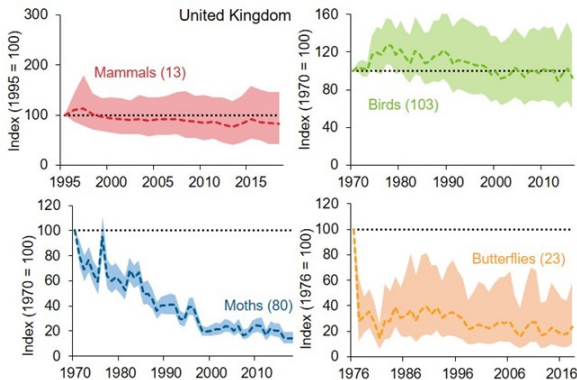 United Kingdom
Index (1995 = 100)
300
200
100
0
Mammals (13)
1995 2000 2005 2010 2015
Index (1970 = 100)
160
120
80
40
0
Birds (103)
1970 1980 1990 2000 2010
Index (1970 = 100)
120
100
80
60
40
20
0
Moths (80)
1970 1980 1990 2000 2010
Index (1976 = 100)
120
100
80
60
40
20
0
Butterflies (23)
1976 1986 1996 2006 2016